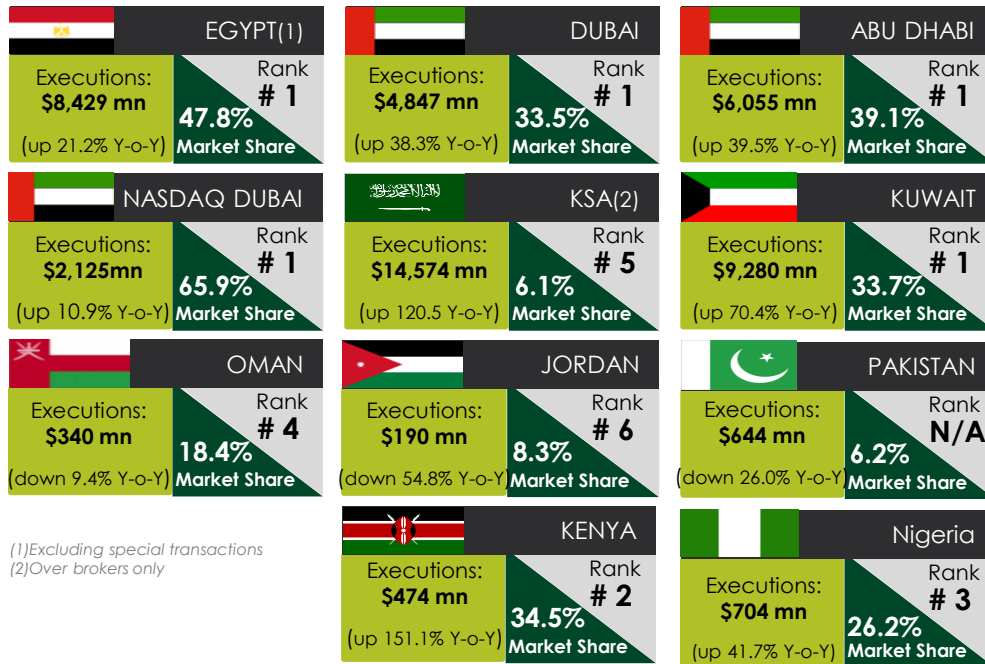 EGYPT(1)
Executions:
$8,429 mn
(up 21.2% Y-o-Y)
47.8%
Market Share
Rank
# 1
DUBAI
Executions:
$4,847 mn
(up 38.3% Y-o-Y)
33.5%
Market Share
Rank
# 1
ABU DHABI
Executions:
$6,055 mn
(up 39.5% Y-o-Y)
39.1%
Market Share
Rank
# 1
NASDAQ DUBAI
Executions:
$2,125mn
(up 10.9% Y-o-Y)
65.9%
Market Share
Rank
# 1
KSA(2)
Executions:
$14,574 mn
(up 120.5 Y-o-Y)
6.1%
Market Share
Rank
# 5
KUWAIT
Executions:
$9,280 mn
(up 70.4% Y-o-Y)
33.7%
Market Share
Rank
# 1
OMAN
Executions:
$340 mn
(down 9.4% Y-o-Y)
18.4%
Market Share
Rank
# 4
JORDAN
Executions:
$190 mn
(down 54.8% Y-o-Y)
8.3%
Market Share
Rank
# 6
PAKISTAN
Executions:
$644 mn
(down 26.0% Y-o-Y)
6.2%
Market Share
Rank
N/A
(1)Excluding special transactions
(2)Over brokers only
KENYA
Executions:
$474 mn
(up 151.1% Y-o-Y)
34.5%
Market Share
Rank
# 2
Nigeria
Executions:
$704 mn
(up 41.7% Y-o-Y)
26.2%
Market Share
Rank
# 3